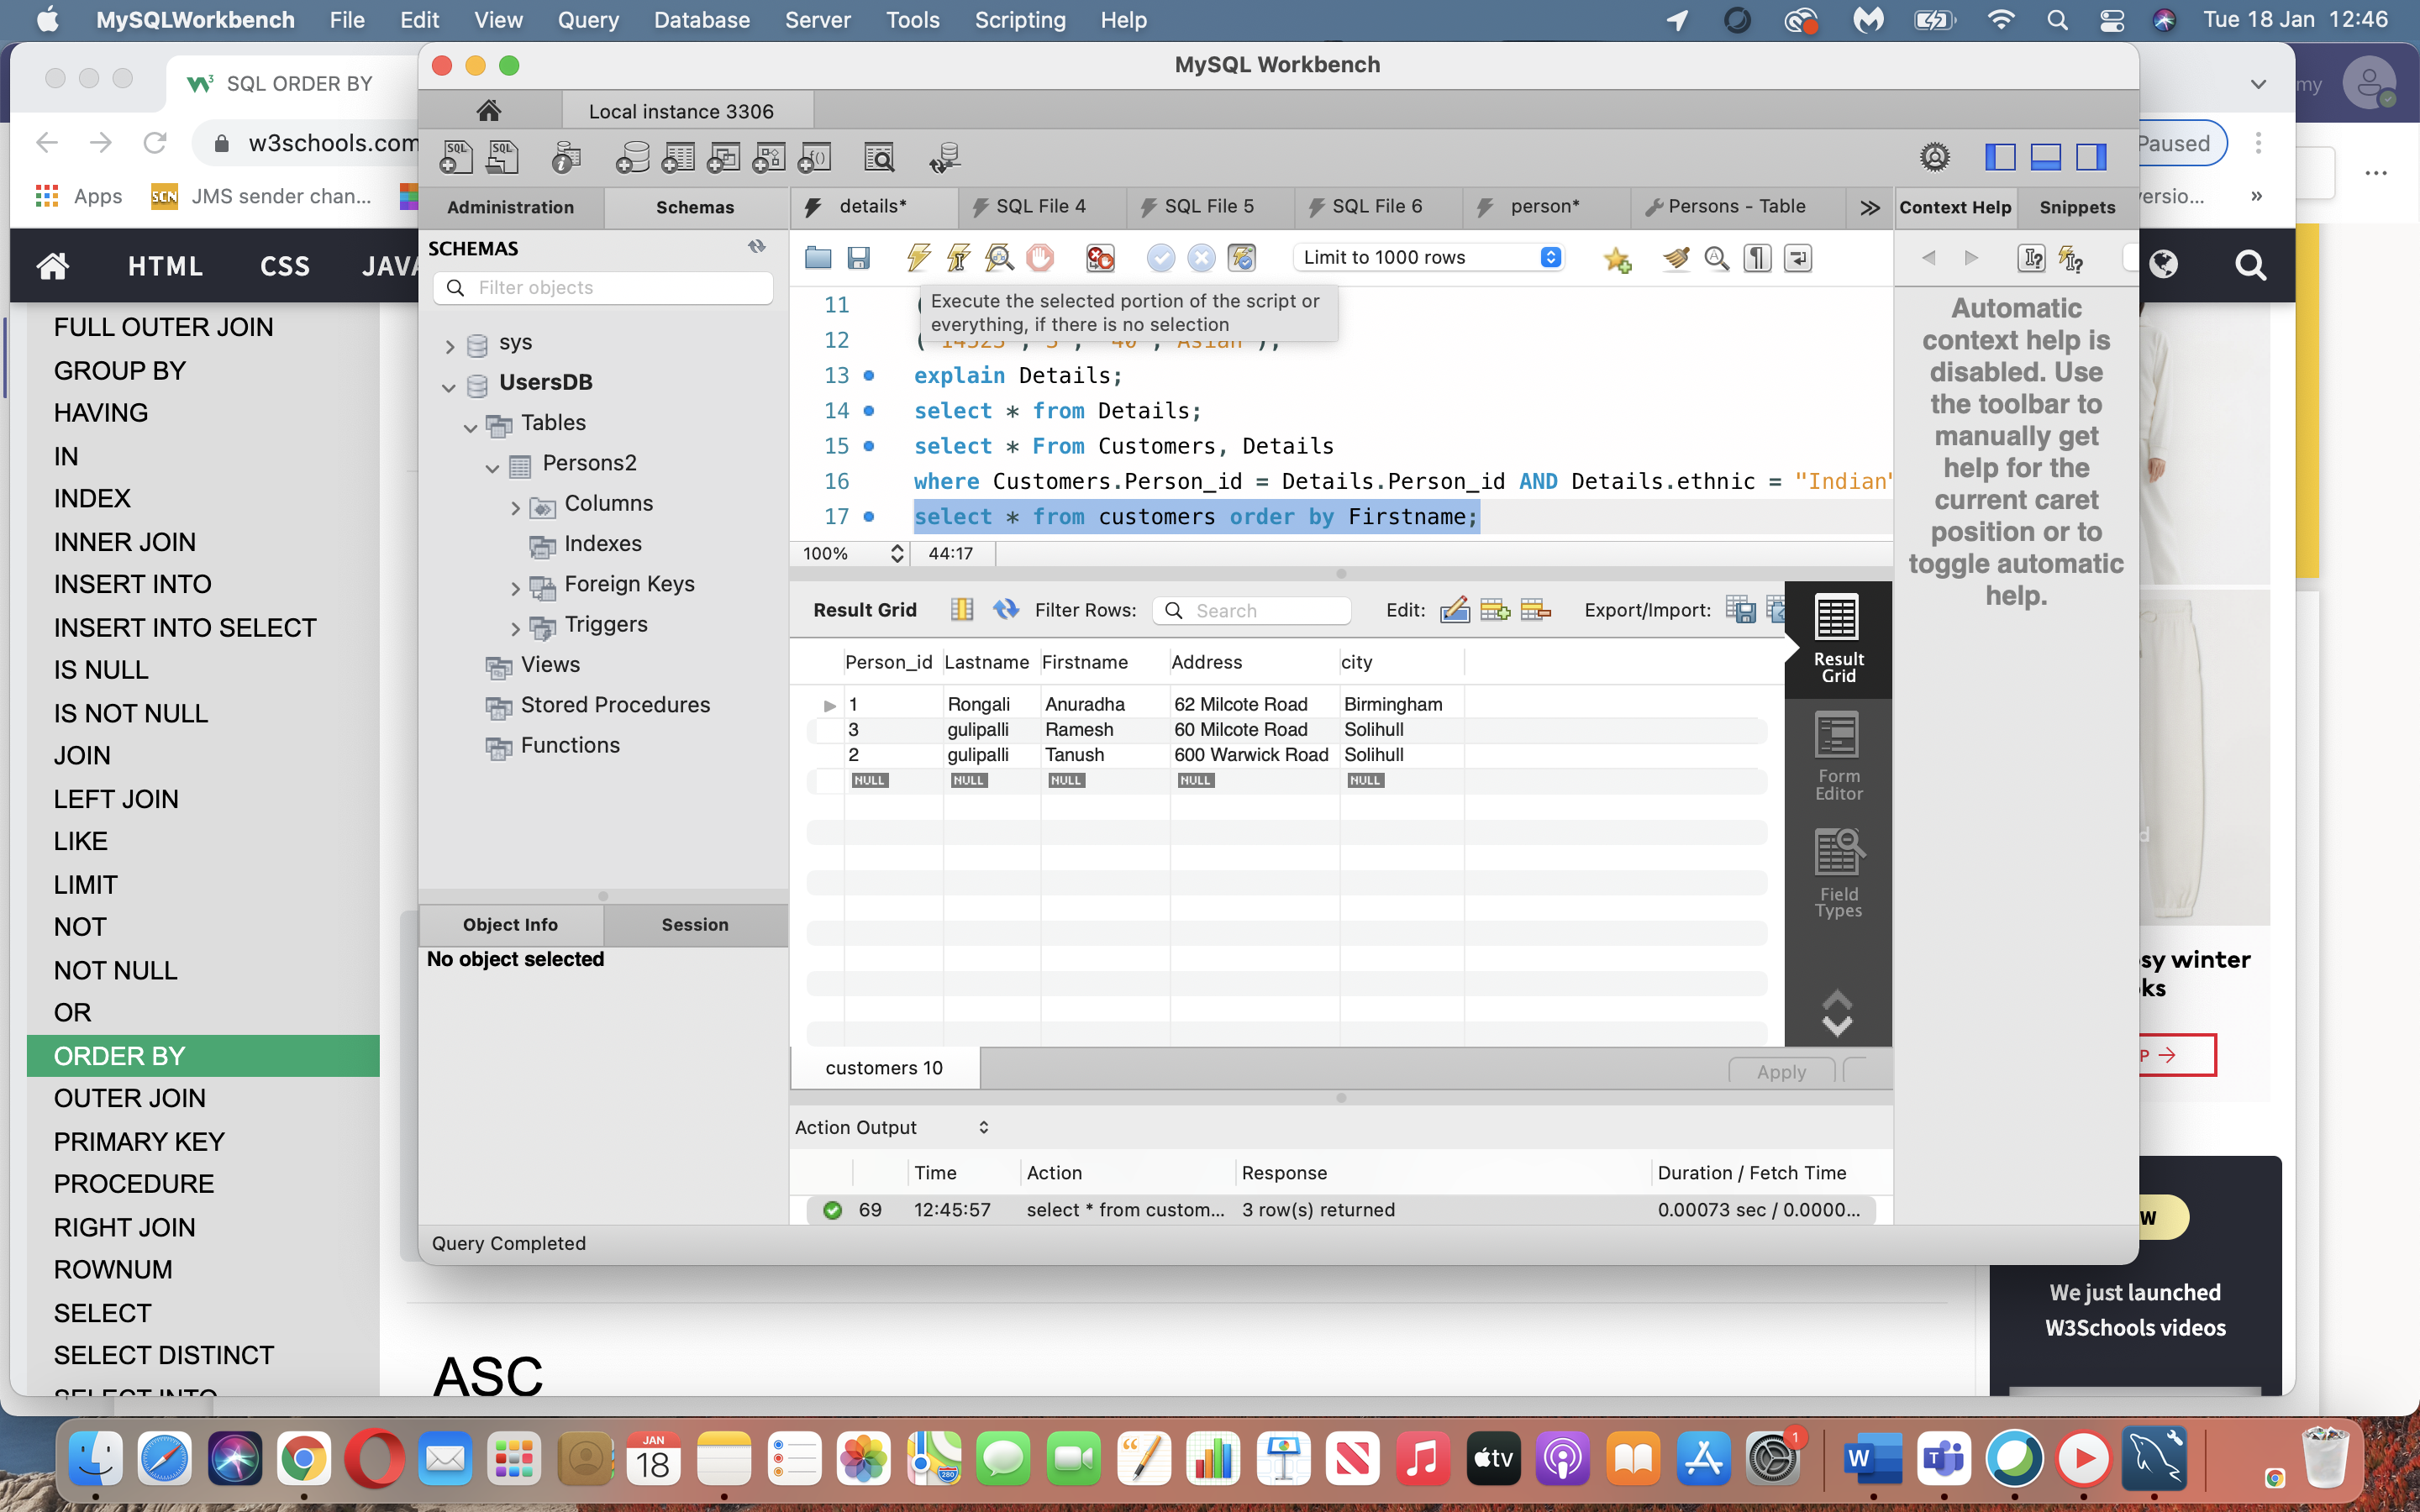 MySQLWorkbench File Edit View Query Database Server Tools Scripting Help Tue 18 Jan 12:46
SQL ORDER BY
w3schools.com
Apps
JMS sender chan...
HTML CSS
FULL OUTER JOIN
GROUP BY
HAVING
IN
INDEX
INNER JOIN
INSERT INTO
INSERT INTO SELECT
IS NULL
IS NOT NULL
JOIN
LEFT JOIN
LIKE
LIMIT
NOT
NOT NULL
OR
ORDER BY
OUTER JOIN
PRIMARY KEY
PROCEDURE
RIGHT JOIN
ROWNUM
SELECT
SELECT DISTINCT
SELECT INTO
ASC
MySQL Workbench
Local instance 3306
Administration Schemas
SCHEMAS
Filter objects
sys
UsersDB
Tables
Persons2
Columns
Indexes
Foreign Keys
Triggers
Views
Stored Procedures
Functions
Object Info Session
No object selected
details* SQL File 4 SQL File 5 SQL File 6 person* Persons - Table
Limit to 1000 rows
Execute the selected portion of the script or
everything, if there is no selection
11
12
13 explain Details;
14 select * from Details;
15 select * From Customers, Details
16 where Customers.Person_id = Details.Person_id AND Details.ethnic = "Indian"
17 select * from customers order by Firstname;
100% 44:17
Result Grid Filter Rows: Search Edit: Export/Import:
Person_id Lastname Firstname Address city
1 Rongali Anuradha 62 Milcote Road Birmingham
3 gulipalli Ramesh 60 Milcote Road Solihull
2 gulipalli Tanush 600 Warwick Road Solihull
NULL NULL NULL NULL NULL
Result
Grid
Form
Editor
Field
Types
customers 10 Apply
Action Output
Time Action Response Duration / Fetch Time
69 12:45:57 select * from custom... 3 row(s) returned 0.00073 sec / 0.0000...
Query Completed
Context Help Snippets
Automatic
context help is
disabled. Use
the toolbar to
manually get
help for the
current caret
position or to
toggle automatic
help.
Paused
We just launched
W3Schools videos
JAN
18